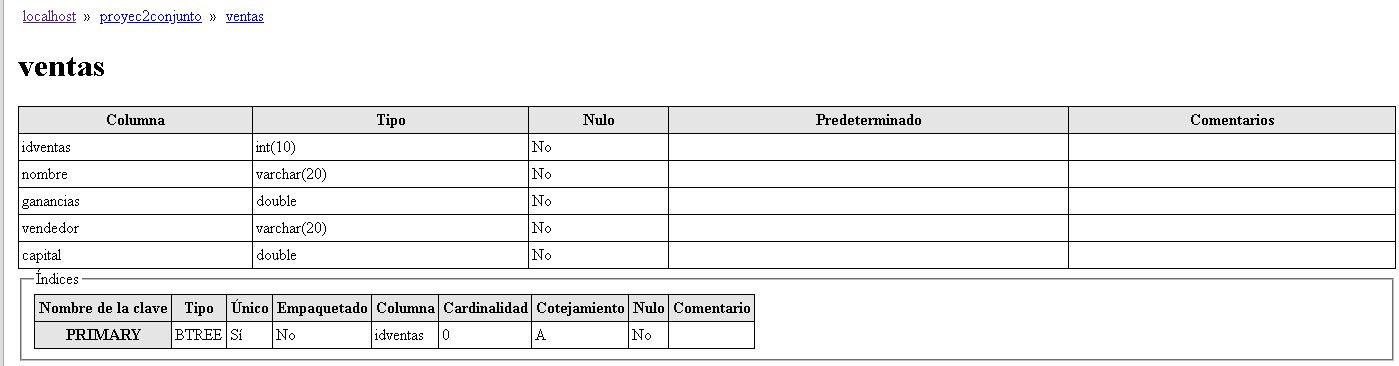 localhost » proyec2conjunto » ventas
ventas
Columna Tipo Nulo Predeterminado Comentarios
idventas int(10) No
nombre varchar(20) No
ganancias double No
vendedor varchar(20) No
capital double No
Índices
Nombre de la clave Tipo Único Empaquetado Columna Cardinalidad Cotejamiento Nulo Comentario
PRIMARY BTREE Sí No idventas 0 A No